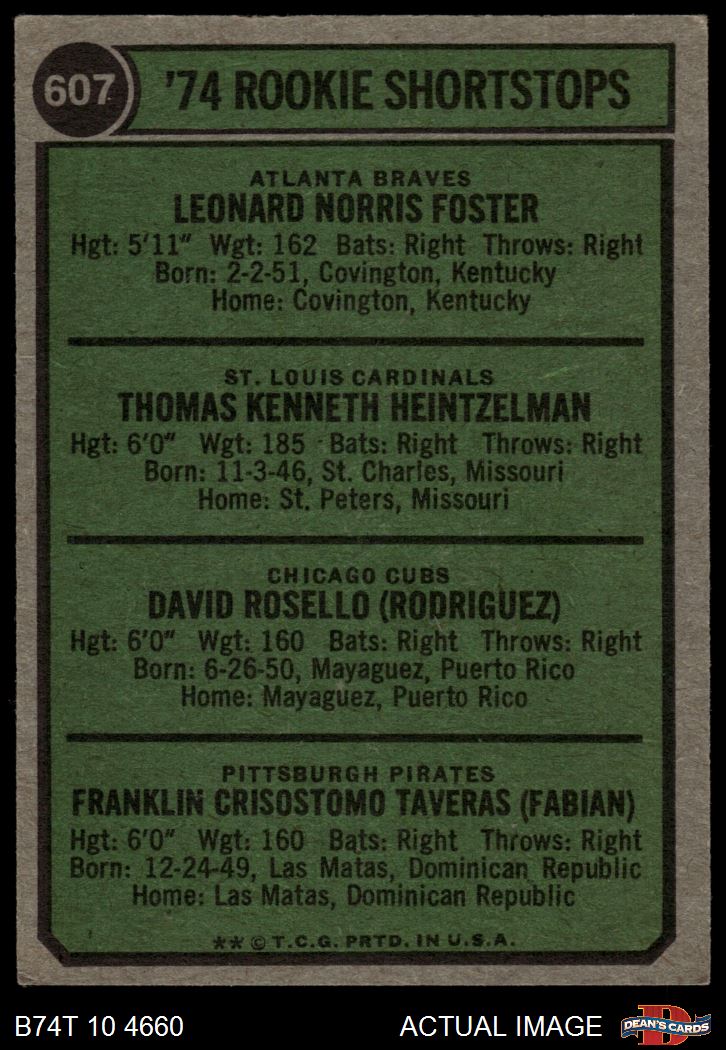 607
'74 ROOKIE SHORTSTOPS
ATLANTA BRAVES
LEONARD NORRIS FOSTER
Hgt: 5'11" Wgt: 162 Bats: Right Throws: Right
Born: 2-2-51, Covington, Kentucky
Home: Covington, Kentucky
ST. LOUIS CARDINALS
THOMAS KENNETH HEINTZELMAN
Hgt: 6'0" Wgt: 185 Bats: Right Throws: Right
Born: 11-3-46, St. Charles, Missouri
Home: St. Peters, Missouri
CHICAGO CUBS
DAVID ROSELLO (RODRIGUEZ)
Hgt: 6'0" Wgt: 160 Bats: Right Throws: Right
Born: 6-26-50, Mayaguez, Puerto Rico
Home: Mayaguez, Puerto Rico
PITTSBURGH PIRATES
FRANKLIN CRISOSTOMO TAVERAS (FABIAN)
Hgt: 6'0" Wgt: 160 Bats: Right Throws: Right
Born: 12-24-49, Las Matas, Dominican Republic
Home: Las Matas, Dominican Republic
** © T.C.G. PRTD. IN U.S.A.
B74T 10 4660
ACTUAL IMAGE
D
DEAN'S CARDS